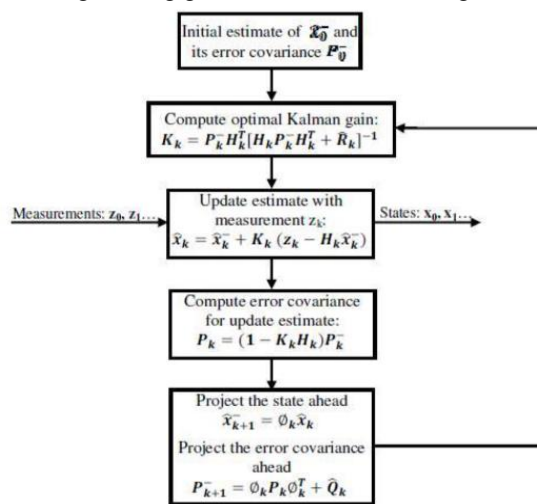 Initial estimate of x̂₀⁻ and
its error covariance P₀⁻
Compute optimal Kalman gain:
Kₖ = Pₖ⁻Hₖᵀ[HₖPₖ⁻Hₖᵀ + R̂ₖ]⁻¹
Measurements: z₀, z₁…
Update estimate with
measurement zₖ:
x̂ₖ = x̂ₖ⁻ + Kₖ (zₖ − Hₖx̂ₖ⁻)
States: x₀, x₁…
Compute error covariance
for update estimate:
Pₖ = (1 − KₖHₖ)Pₖ⁻
Project the state ahead
x̂ₖ₊₁⁻ = ∅ₖx̂ₖ
Project the error covariance
ahead
Pₖ₊₁⁻ = ∅ₖPₖ∅ₖᵀ + Q̂ₖ